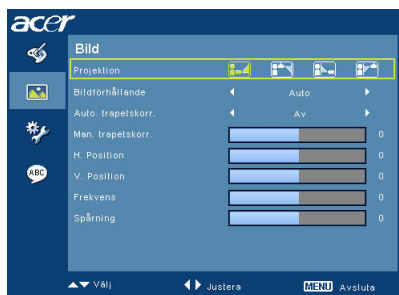 acer
Bild
Projektion
Bildförhållande Auto
Auto. trapetskorr. Av
Man. trapetskorr. 0
H. Position 0
V. Position 0
Frekvens 0
Spårning 0
ABC
Välj Justera MENU Avsluta